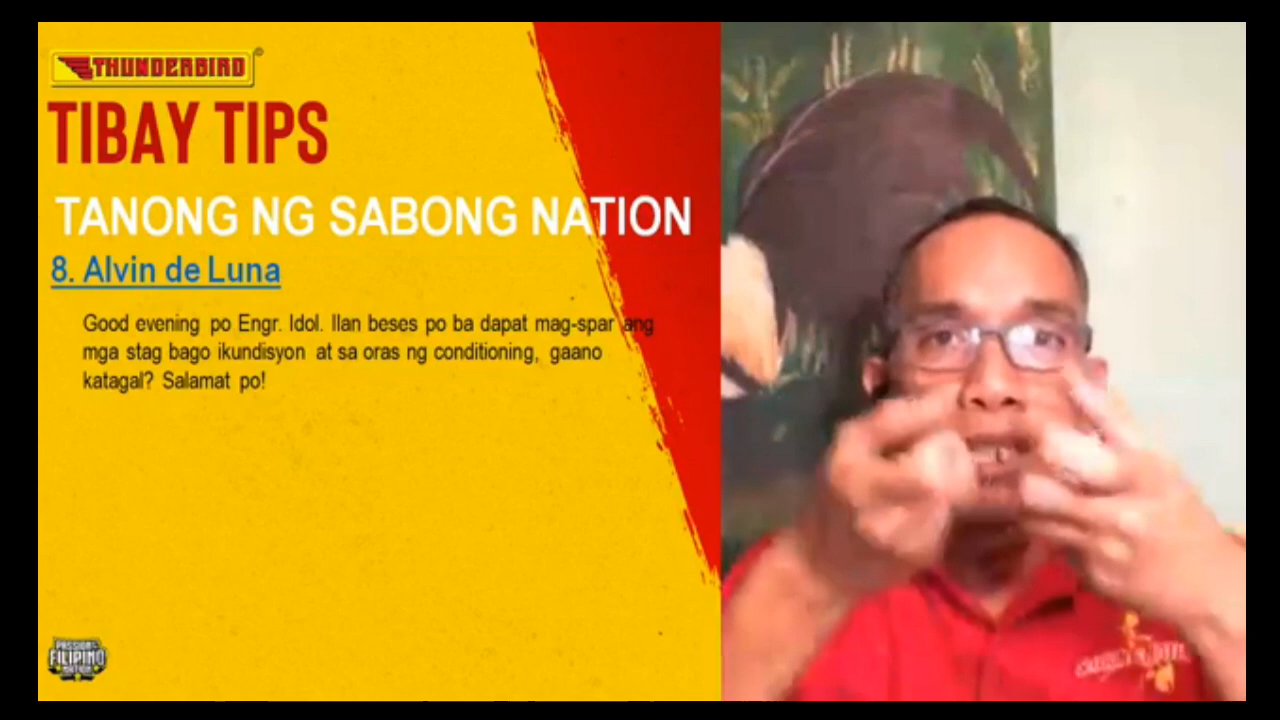 THUNDERBIRD
TIBAY TIPS
TANONG NG SABONG NATION
8. Alvin de Luna
Good evening po Engr. Idol. Ilan beses po ba dapat mag-spar ang
mga stag bago ikundisyon at sa oras ng conditioning, gaano
katagal? Salamat po!
FILIPINO